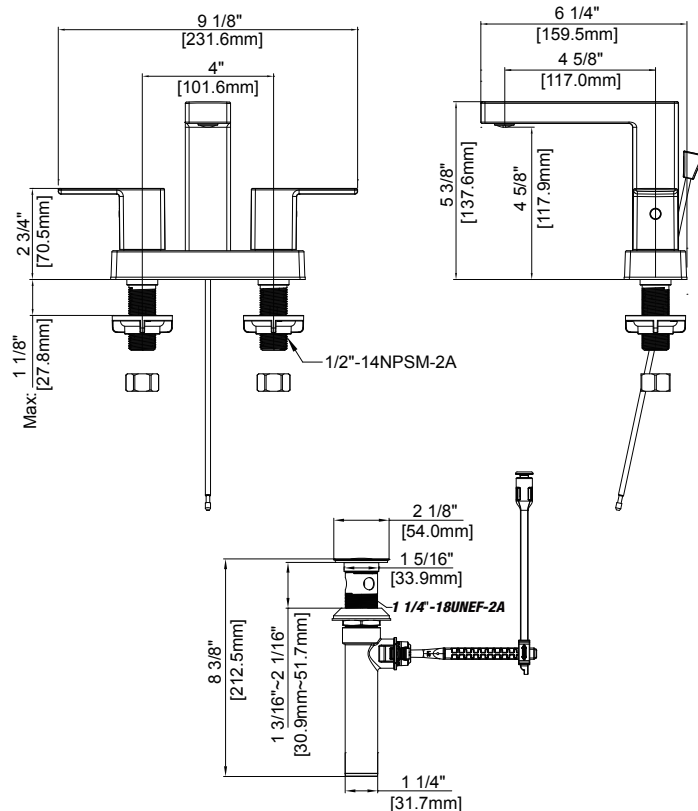 9 1/8"
[231.6mm]
4"
[101.6mm]
2 3/4"
[70.5mm]
Max:
1 1/8"
[27.8mm]
1/2"-14NPSM-2A
6 1/4"
[159.5mm]
4 5/8"
[117.0mm]
5 3/8"
[137.6mm]
4 5/8"
[117.9mm]
2 1/8"
[54.0mm]
1 5/16"
[33.9mm]
1 1/4"-18UNEF-2A
8 3/8"
[212.5mm]
1 3/16"~2 1/16"
[30.9mm~51.7mm]
1 1/4"
[31.7mm]